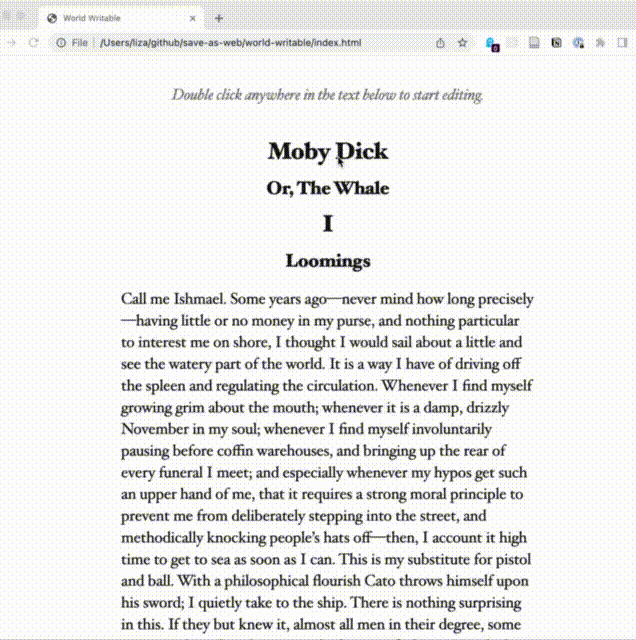 World Writable
File | /Users/liza/github/save-as-web/world-writable/index.html
0
Double click anywhere in the text below to start editing.
Moby Dick
Or, The Whale
I
Loomings
Call me Ishmael. Some years ago—never mind how long precisely
—having little or no money in my purse, and nothing particular
to interest me on shore, I thought I would sail about a little and
see the watery part of the world. It is a way I have of driving off
the spleen and regulating the circulation. Whenever I find myself
growing grim about the mouth; whenever it is a damp, drizzly
November in my soul; whenever I find myself involuntarily
pausing before coffin warehouses, and bringing up the rear of
every funeral I meet; and especially whenever my hypos get such
an upper hand of me, that it requires a strong moral principle to
prevent me from deliberately stepping into the street, and
methodically knocking people’s hats off—then, I account it high
time to get to sea as soon as I can. This is my substitute for pistol
and ball. With a philosophical flourish Cato throws himself upon
his sword; I quietly take to the ship. There is nothing surprising
in this. If they but knew it, almost all men in their degree, some